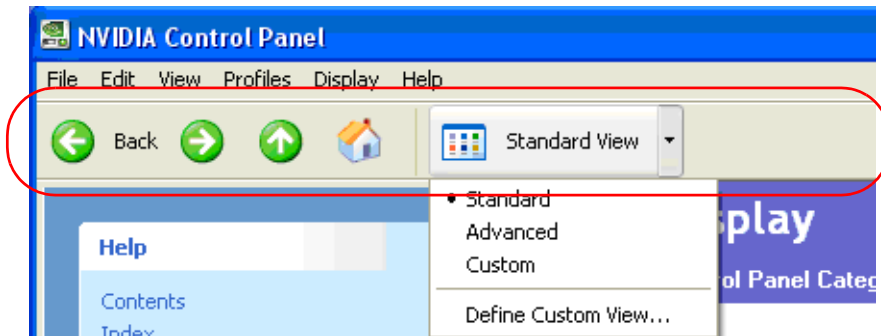 NVIDIA Control Panel
File Edit View Profiles Display Help
Back Standard View
Standard
Advanced
Custom
Define Custom View...
Help
Contents
Index